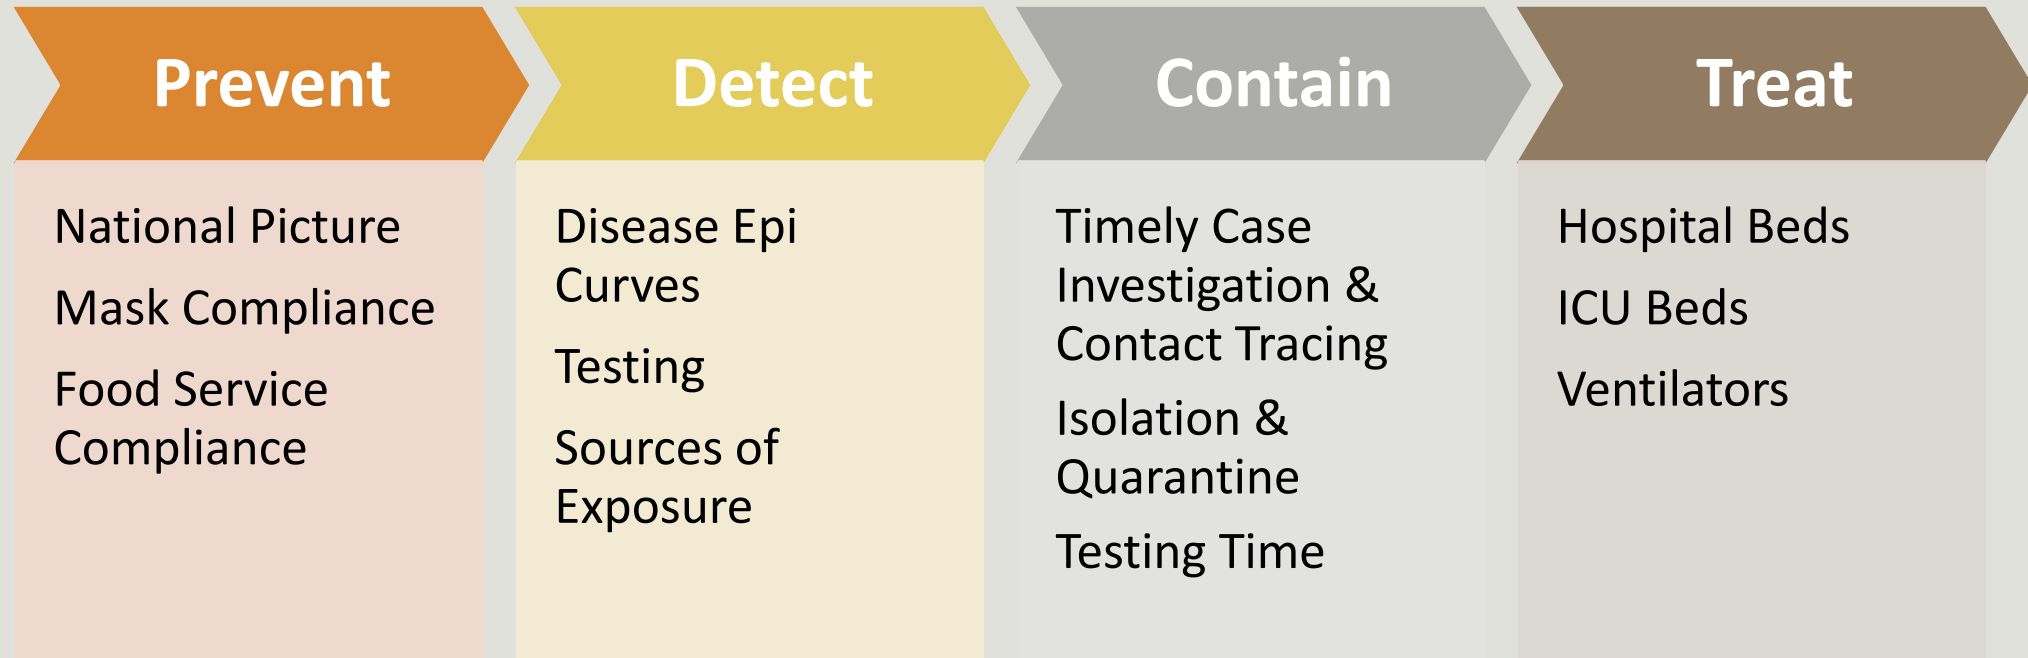 Prevent
National Picture
Mask Compliance
Food Service
Compliance
Detect
Disease Epi
Curves
Testing
Sources of
Exposure
Contain
Timely Case
Investigation &
Contact Tracing
Isolation &
Quarantine
Testing Time
Treat
Hospital Beds
ICU Beds
Ventilators